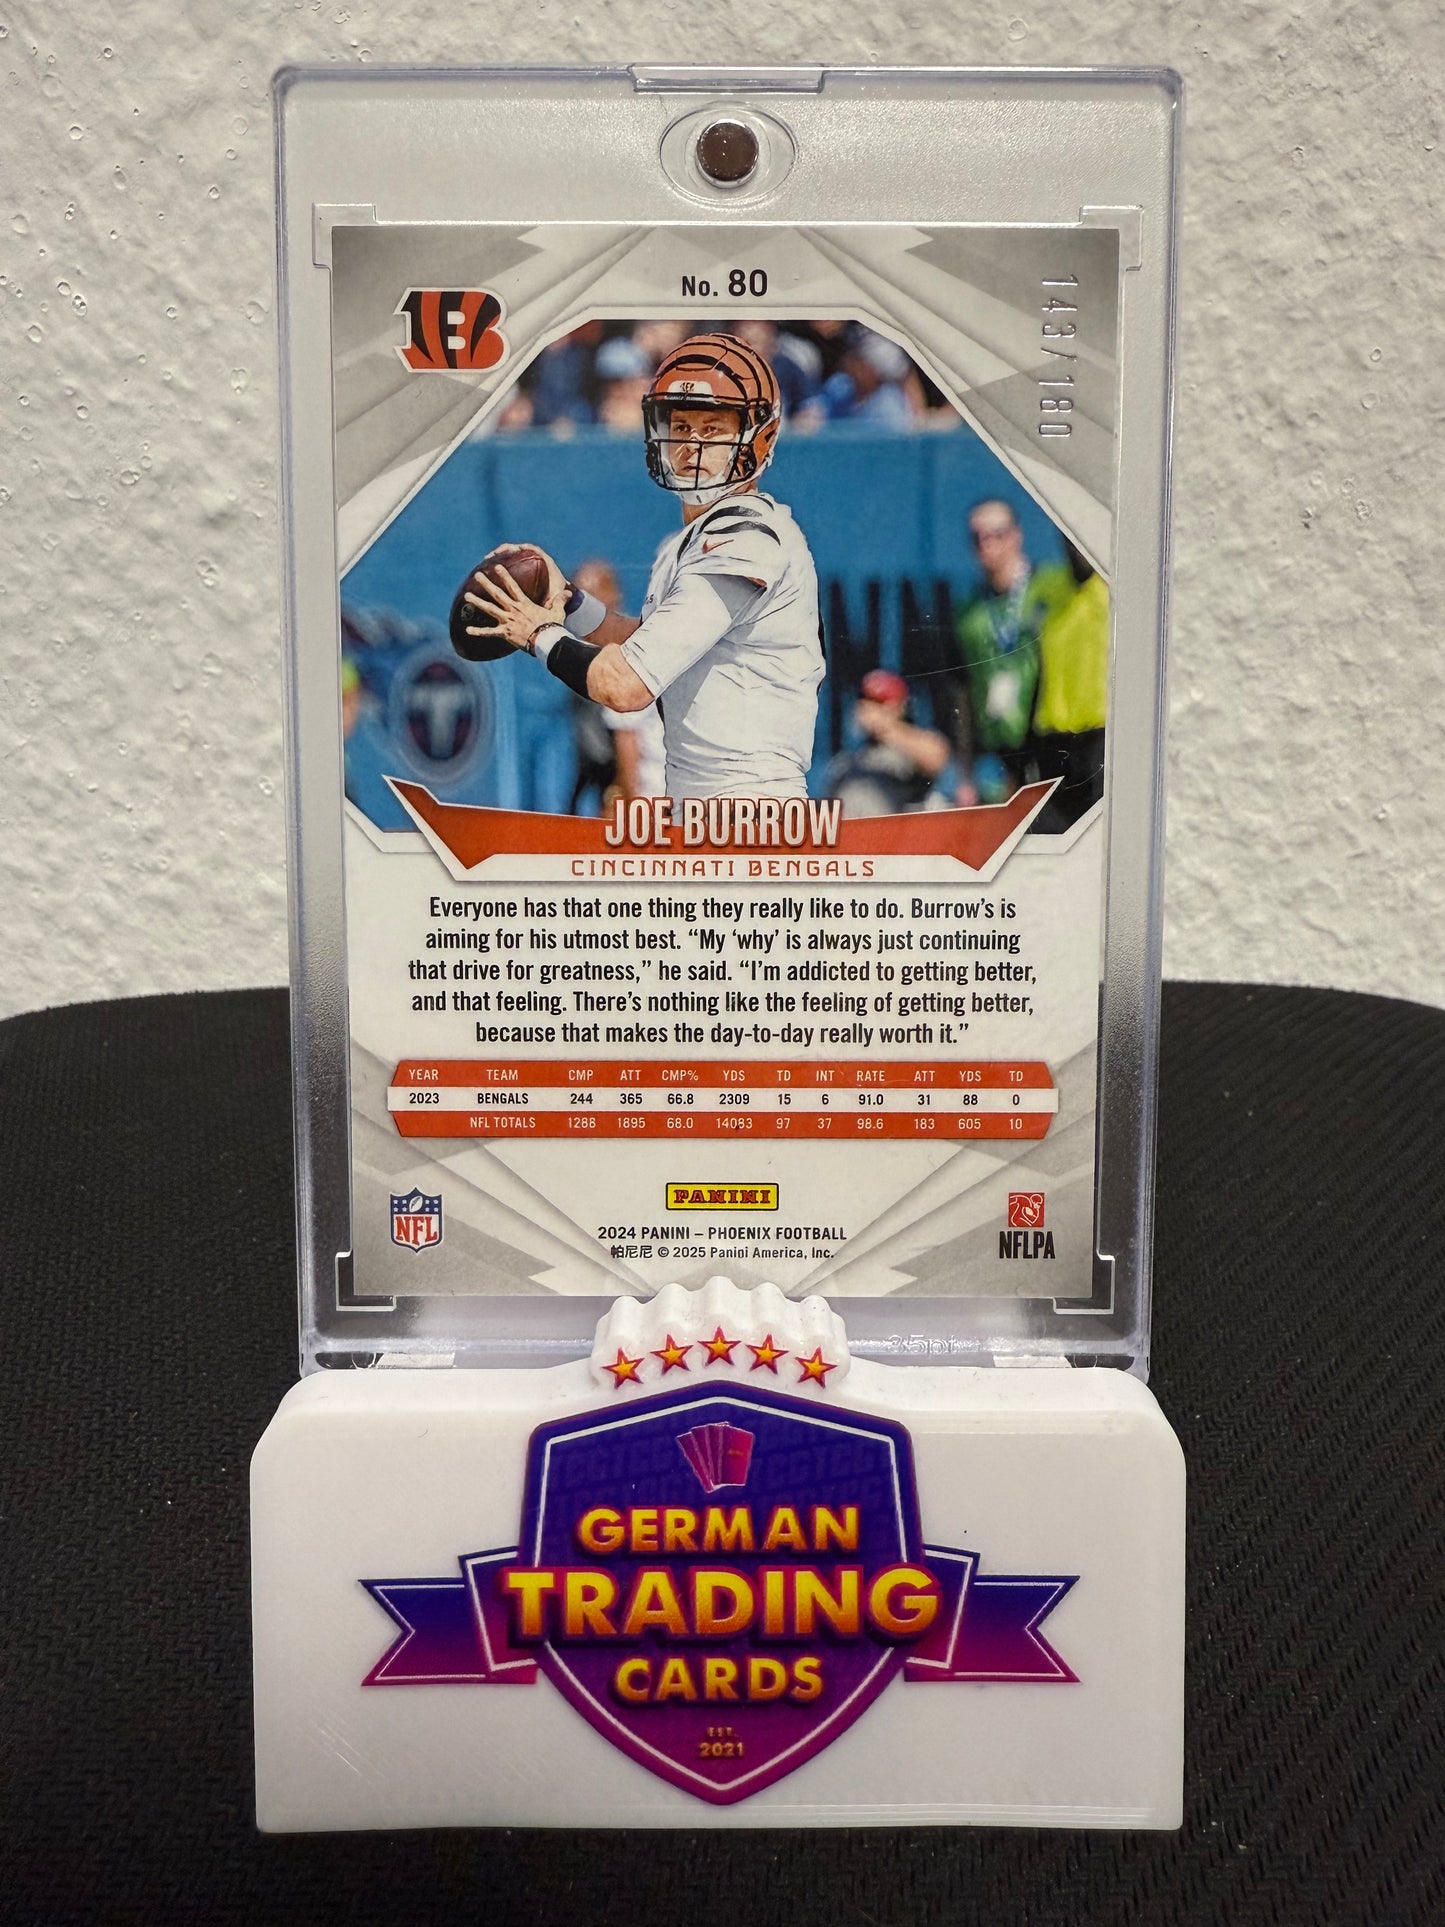 No. 80
143/180
B
JOE BURROW
CINCINNATI BENGALS
Everyone has that one thing they really like to do. Burrow's is
aiming for his utmost best. “My ‘why’ is always just continuing
that drive for greatness,” he said. “I'm addicted to getting better,
and that feeling. There's nothing like the feeling of getting better,
because that makes the day-to-day really worth it.”
YEAR TEAM CMP ATT CMP% YDS TD INT RATE ATT YDS TD
2023 BENGALS 244 365 66.8 2309 15 6 91.0 31 88 0
NFL TOTALS 1288 1895 68.0 14083 97 37 98.6 183 605 10
PANINI
NFL
2024 PANINI – PHOENIX FOOTBALL
帕尼尼 © 2025 Panini America, Inc.
NFLPA
35pt
GERMAN
TRADING
CARDS
EST.
2021